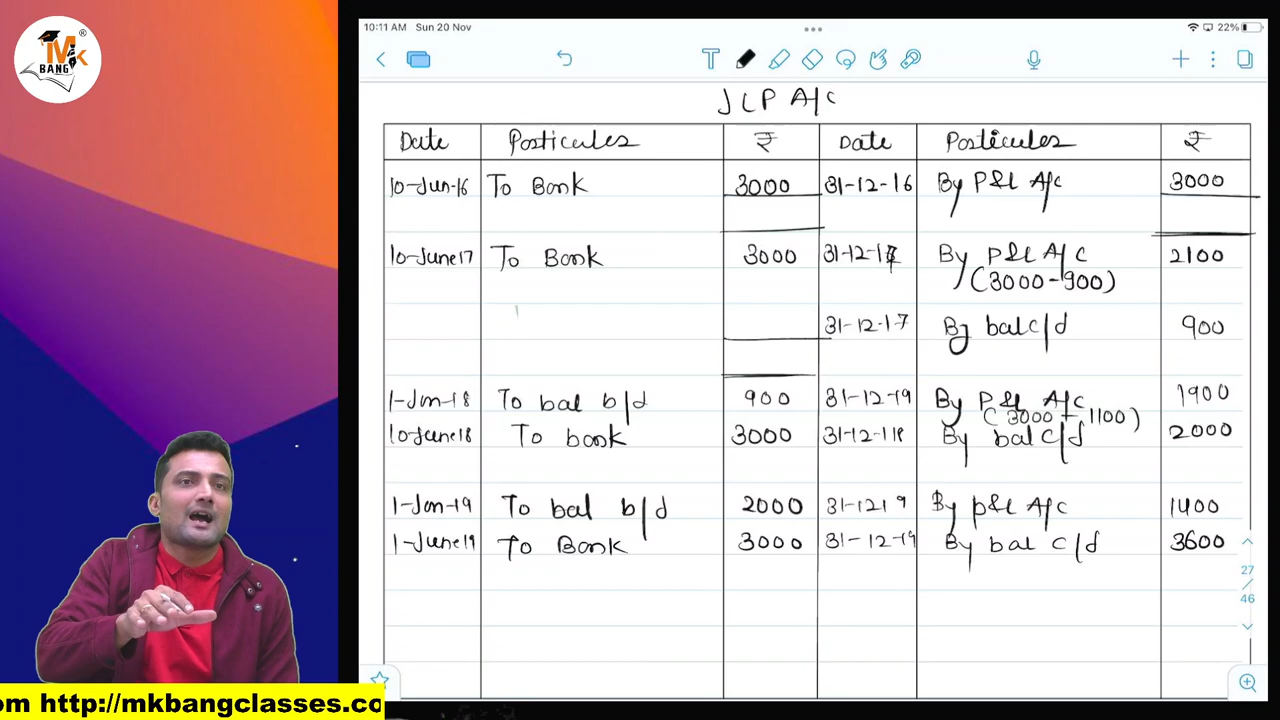 MK
BANG
®
10:11 AM Sun 20 Nov
22%
T
JLP A/c
Date Particulars ₹ Date Particulars ₹
10-Jun-16 To Bank 3000 31-12-16 By P&L A/c 3000
10-June17 To Bank 3000 31-12-17 By P&L A/c 2100
(3000-900)
31-12-17 By bal c/d 900
1-Jan-18 To bal b/d 900 31-12-19 By P&L A/c 1900
(3000 + 1100)
10-June18 To bank 3000 31-12-118 By bal c/d 2000
1-Jan-19 To bal b/d 2000 31-1219 By P&L A/c 1400
1-June19 To Bank 3000 31-12-19 By bal c/d 3600
27
46
om http://mkbangclasses.co